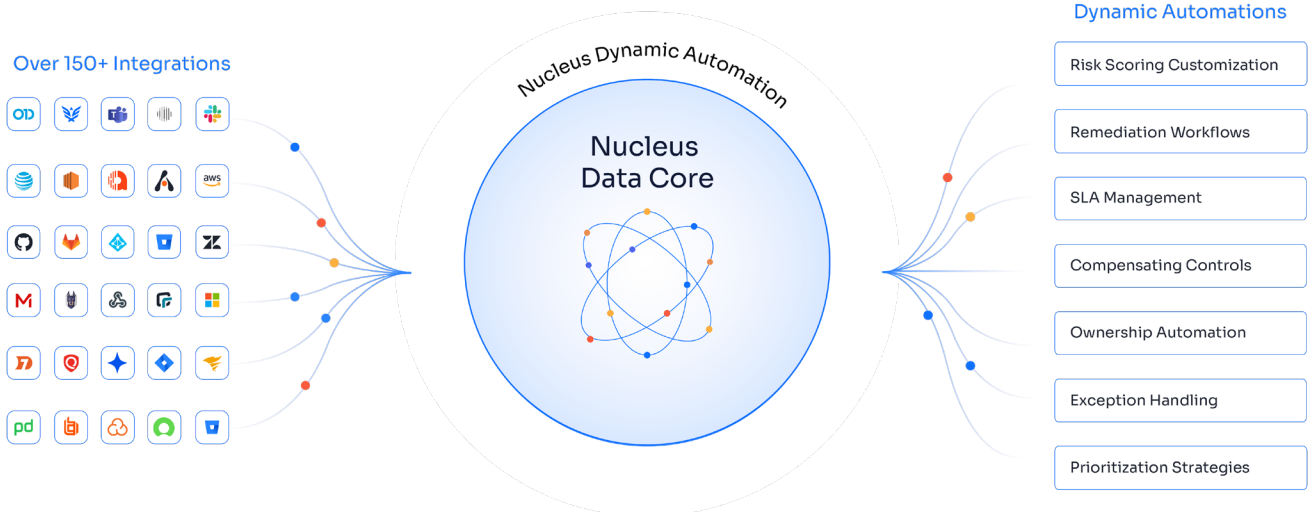 Over 150+ Integrations
aws
pd
Nucleus Dynamic Automation
Nucleus
Data Core
Dynamic Automations
Risk Scoring Customization
Remediation Workflows
SLA Management
Compensating Controls
Ownership Automation
Exception Handling
Prioritization Strategies